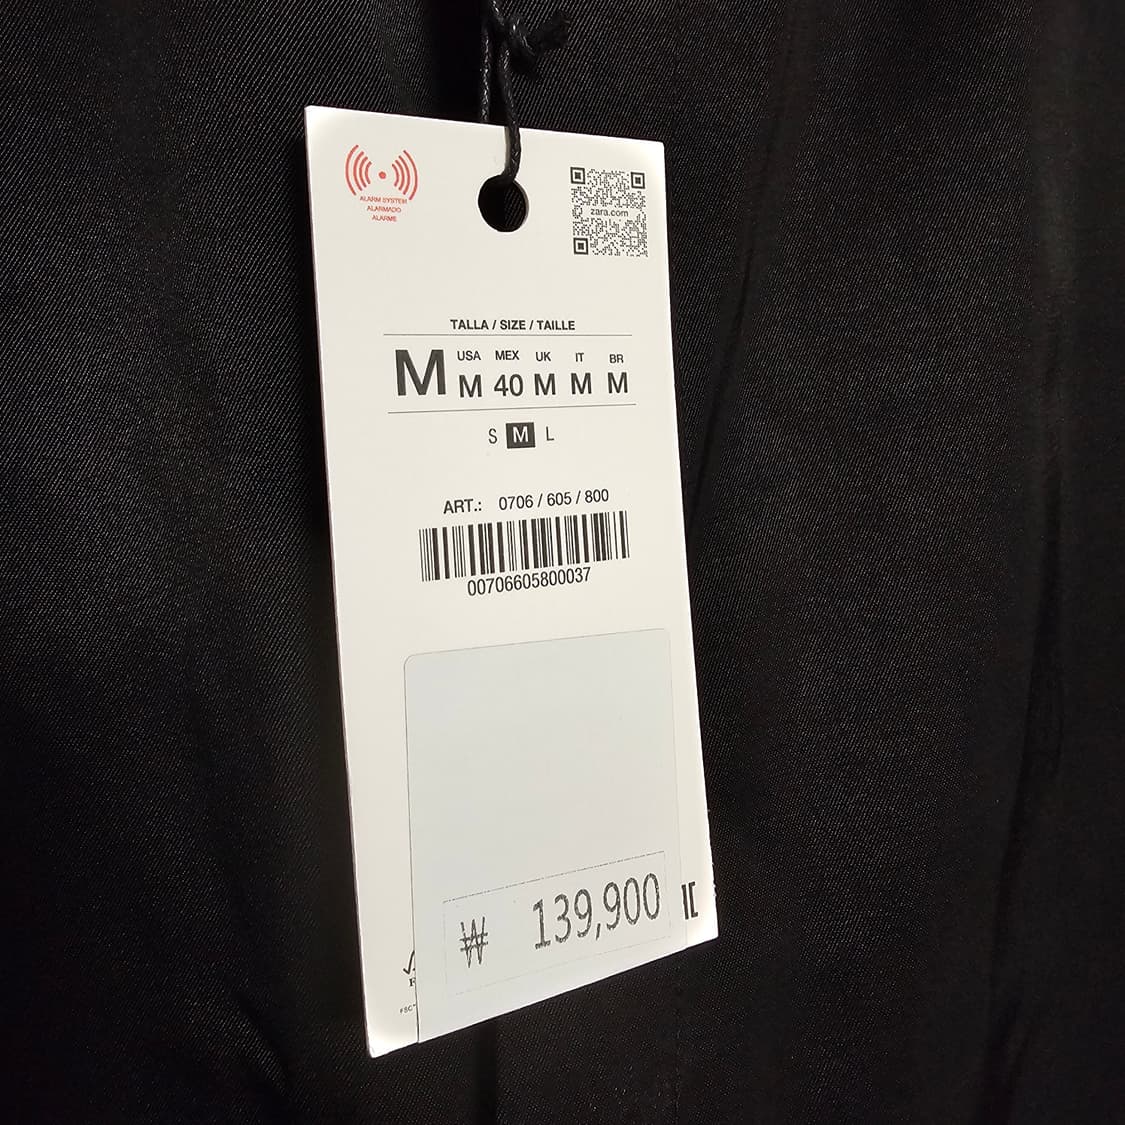 ALARM SYSTEM
ALARMADO
ALARME
zara.com
TALLA / SIZE / TAILLE
M
USA MEX UK IT BR
M 40 M M M
S M L
ART.: 0706 / 605 / 800
00706605800037
₩ 139,900